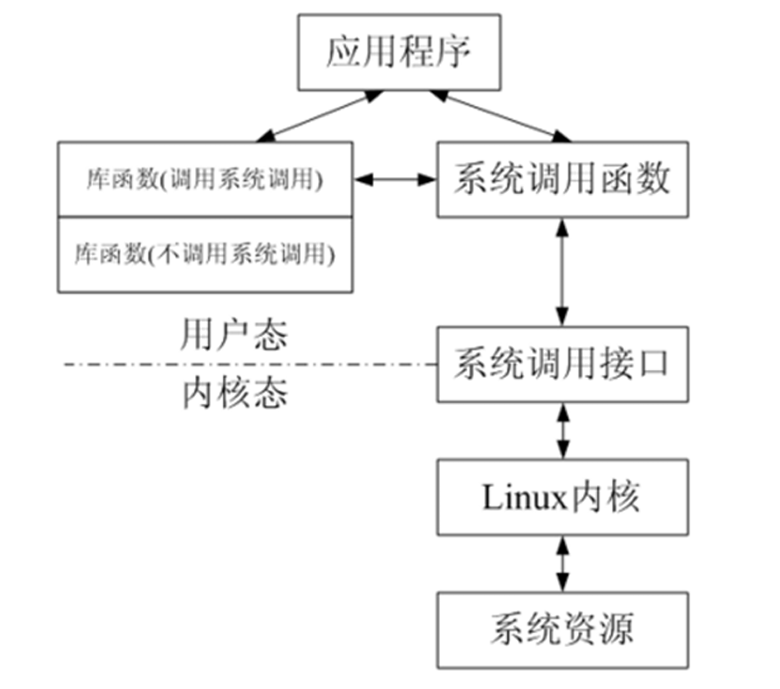 应用程序
库函数(调用系统调用)
系统调用函数
库函数(不调用系统调用)
用户态
系统调用接口
内核态
Linux内核
系统资源